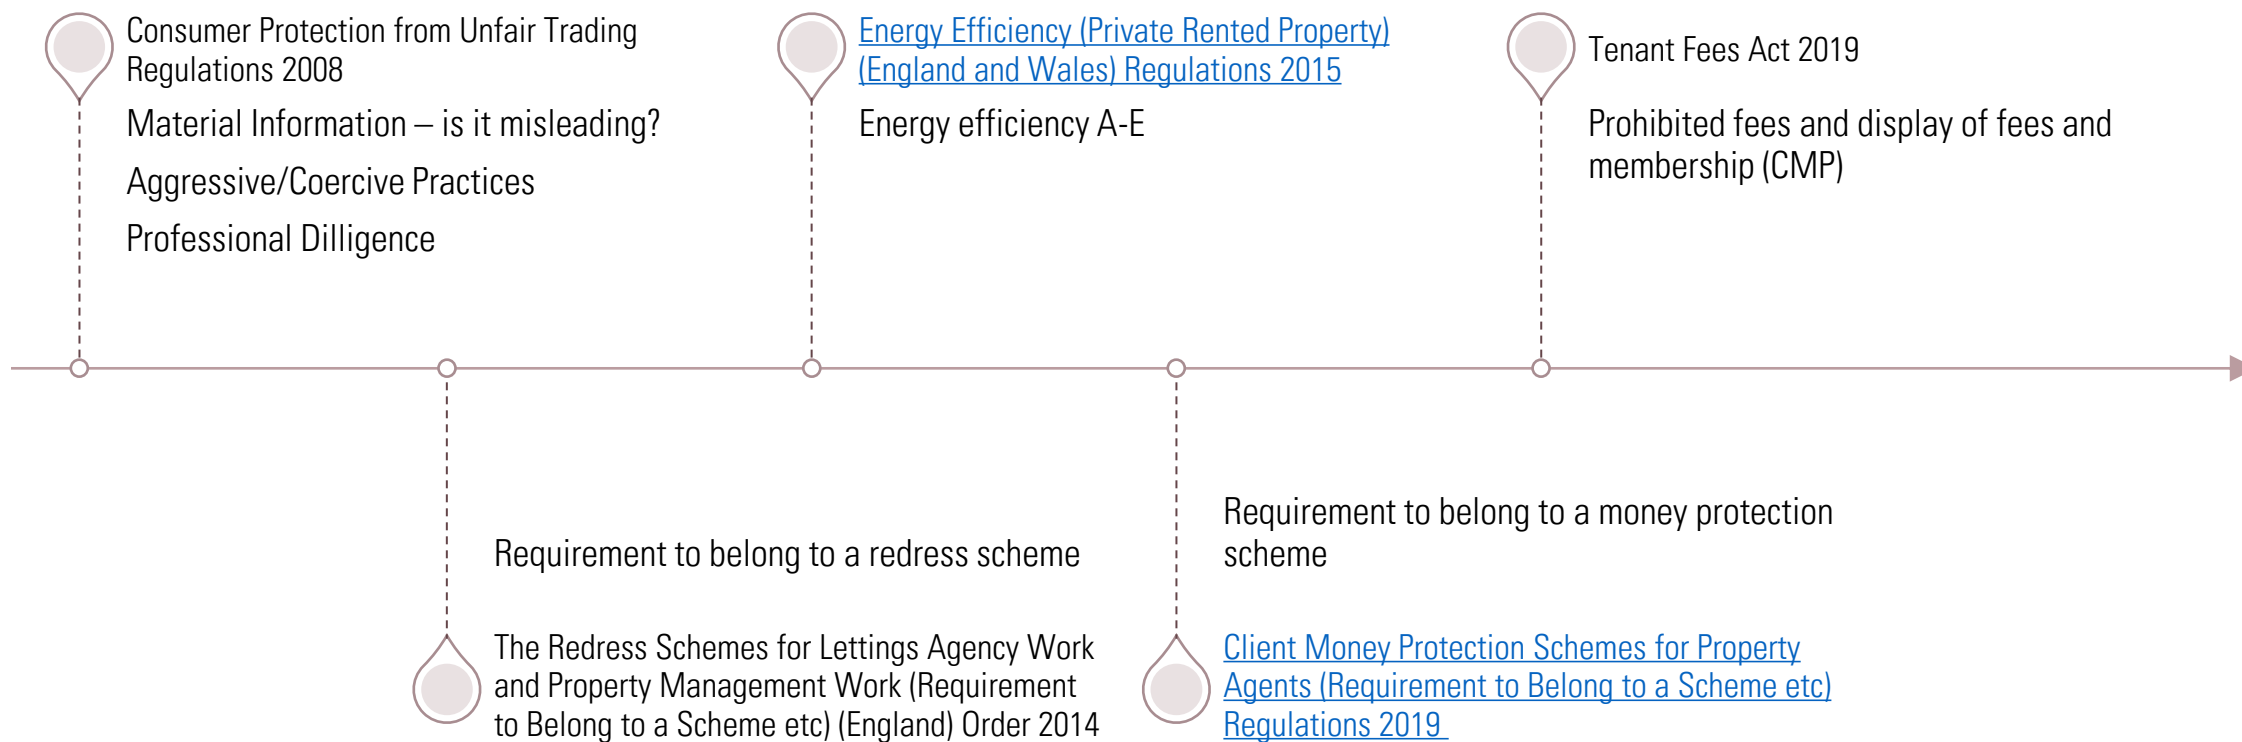 Consumer Protection from Unfair Trading
Regulations 2008
Material Information – is it misleading?
Aggressive/Coercive Practices
Professional Dilligence
Requirement to belong to a redress scheme
The Redress Schemes for Lettings Agency Work
and Property Management Work (Requirement
to Belong to a Scheme etc) (England) Order 2014
Energy Efficiency (Private Rented Property)
(England and Wales) Regulations 2015
Energy efficiency A-E
Requirement to belong to a money protection
scheme
Client Money Protection Schemes for Property
Agents (Requirement to Belong to a Scheme etc)
Regulations 2019
Tenant Fees Act 2019
Prohibited fees and display of fees and
membership (CMP)